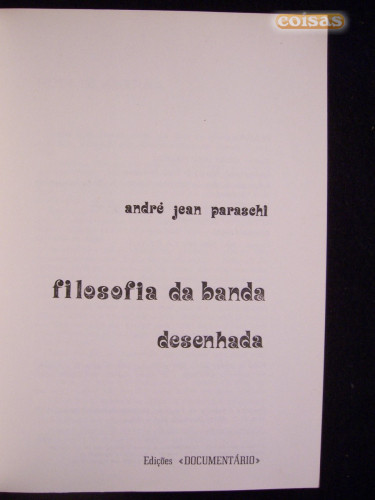 coisas
andré jean paraschi
filosofia da banda
desenhada
Edições «DOCUMENTÁRIO»